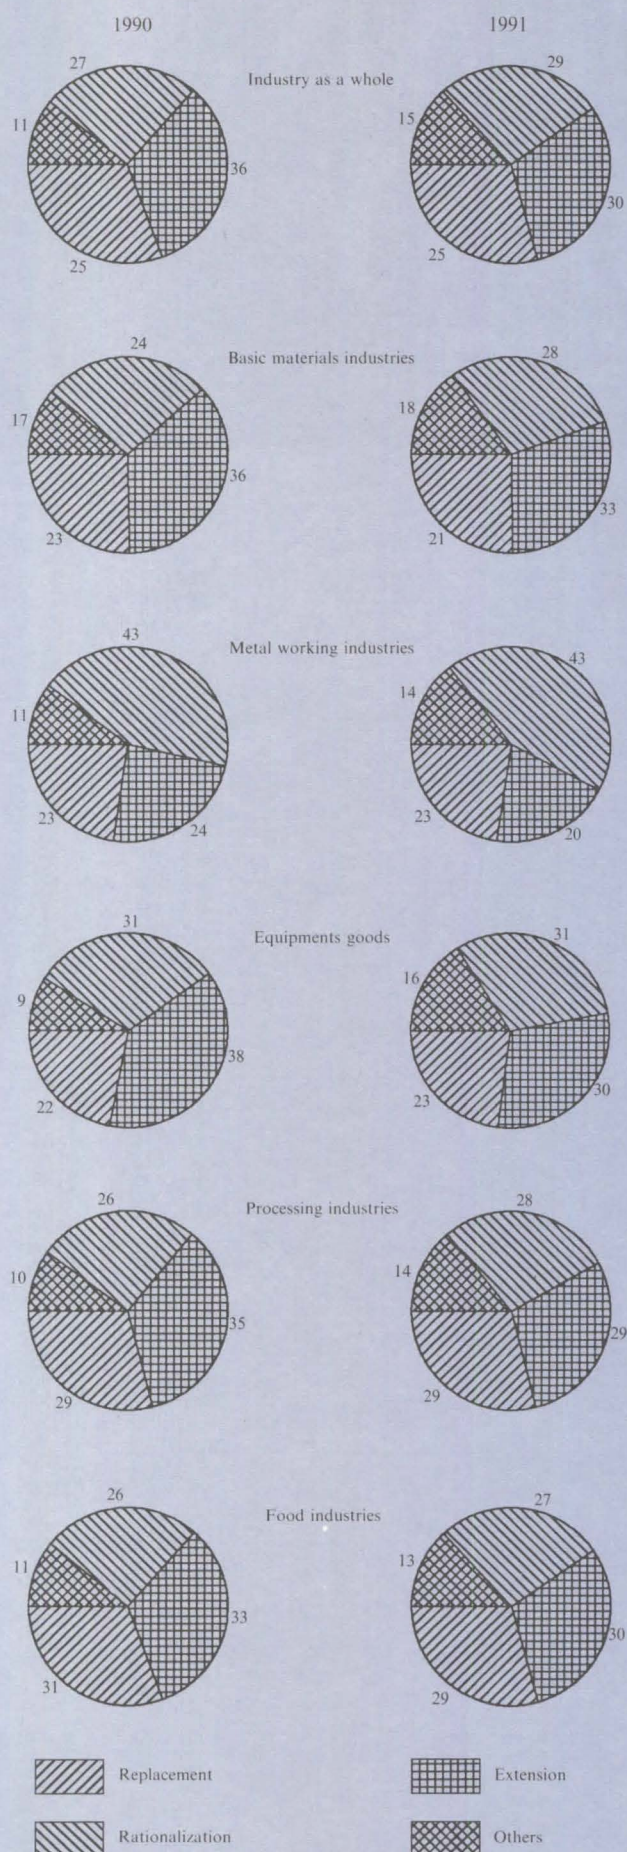 1990 1991
27 29
Industry as a whole
11 15
36 30
25 25
24 28
Basic materials industries
17 18
36 33
23 21
43 43
Metal working industries
11 14
23 24 23 20
31 31
Equipments goods
9 16
38 30
22 23
26 28
Processing industries
10 14
35 29
29 29
26 27
Food industries
11 13
33 30
31 29
Replacement Extension
Rationalization Others